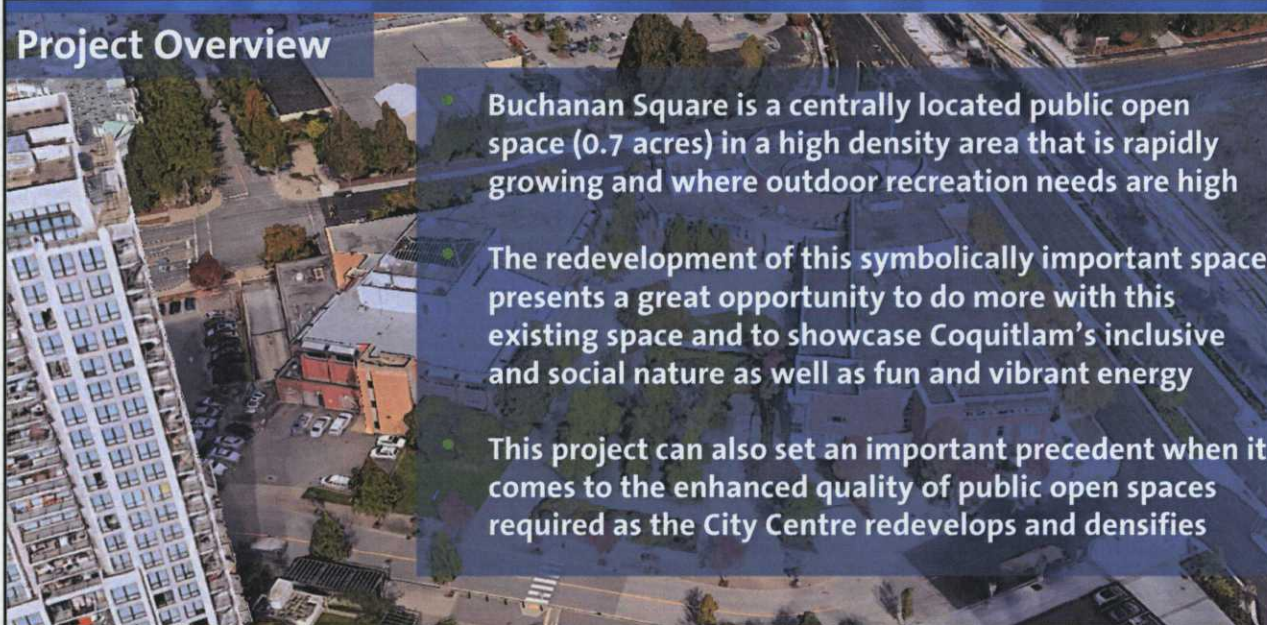 Project Overview
Buchanan Square is a centrally located public open
space (0.7 acres) in a high density area that is rapidly
growing and where outdoor recreation needs are high
The redevelopment of this symbolically important space
presents a great opportunity to do more with this
existing space and to showcase Coquitlam's inclusive
and social nature as well as fun and vibrant energy
This project can also set an important precedent when it
comes to the enhanced quality of public open spaces
required as the City Centre redevelops and densifies